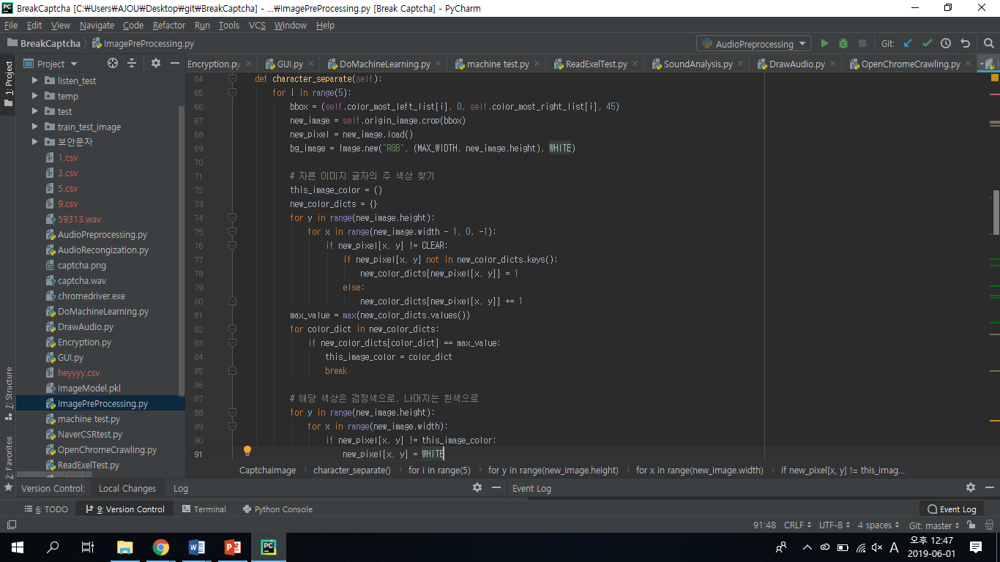 BreakCaptcha [C:₩Users₩AJOU₩Desktop₩git₩BreakCaptcha] - ...₩ImagePreProcessing.py [Break Captcha] - PyCharm
File Edit View Navigate Code Refactor Run Tools VCS Window Help
BreakCaptcha ImagePreProcessing.py AudioPreprocessing Git:
Project
Encryption.py GUI.py DoMachineLearning.py machine test.py ReadExelTest.py SoundAnalysis.py DrawAudio.py OpenChromeCrawling.py
1: Project
7: Structure
2: Favorites
listen_test
temp
test
train_test_image
보안문자
1.csv
3.csv
5.csv
9.csv
59313.wav
AudioPreprocessing.py
AudioRecongization.py
captcha.png
captcha.wav
chromedriver.exe
DoMachineLearning.py
DrawAudio.py
Encryption.py
GUI.py
heyyyy.csv
ImageModel.pkl
ImagePreProcessing.py
machine test.py
NaverCSRtest.py
OpenChromeCrawling.py
ReadExelTest.py
64 def character_separate(self):
65 for i in range(5):
66 bbox = (self.color_most_left_list[i], 0, self.color_most_right_list[i], 45)
67 new_image = self.origin_image.crop(bbox)
68 new_pixel = new_image.load()
69 bg_image = Image.new("RGB", (MAX_WIDTH, new_image.height), WHITE)
70
71 # 자른 이미지 글자의 주 색상 찾기
72 this_image_color = ()
73 new_color_dicts = {}
74 for y in range(new_image.height):
75 for x in range(new_image.width - 1, 0, -1):
76 if new_pixel[x, y] != CLEAR:
77 if new_pixel[x, y] not in new_color_dicts.keys():
78 new_color_dicts[new_pixel[x, y]] = 1
79 else:
80 new_color_dicts[new_pixel[x, y]] += 1
81 max_value = max(new_color_dicts.values())
82 for color_dict in new_color_dicts:
83 if new_color_dicts[color_dict] == max_value:
84 this_image_color = color_dict
85 break
86
87 # 해당 색상은 검정색으로, 나머지는 흰색으로
88 for y in range(new_image.height):
89 for x in range(new_image.width):
90 if new_pixel[x, y] != this_image_color:
91 new_pixel[x, y] = WHITE
CaptchaImage character_separate() for i in range(5) for y in range(new_image.height) for x in range(new_image.width) if new_pixel[x, y] != this_imag...
Version Control: Local Changes Log Event Log
6: TODO 9: Version Control Terminal Python Console Event Log
91:48 CRLF UTF-8 4 spaces Git: master
A 오후 12:47
2019-06-01